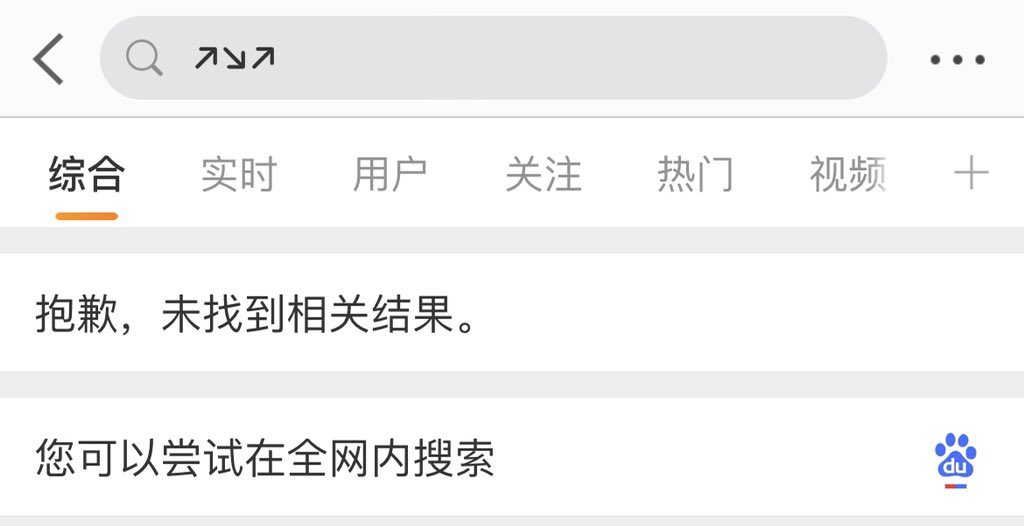 ↗↘↗
综合 实时 用户 关注 热门 视频
抱歉，未找到相关结果。
您可以尝试在全网内搜索
du